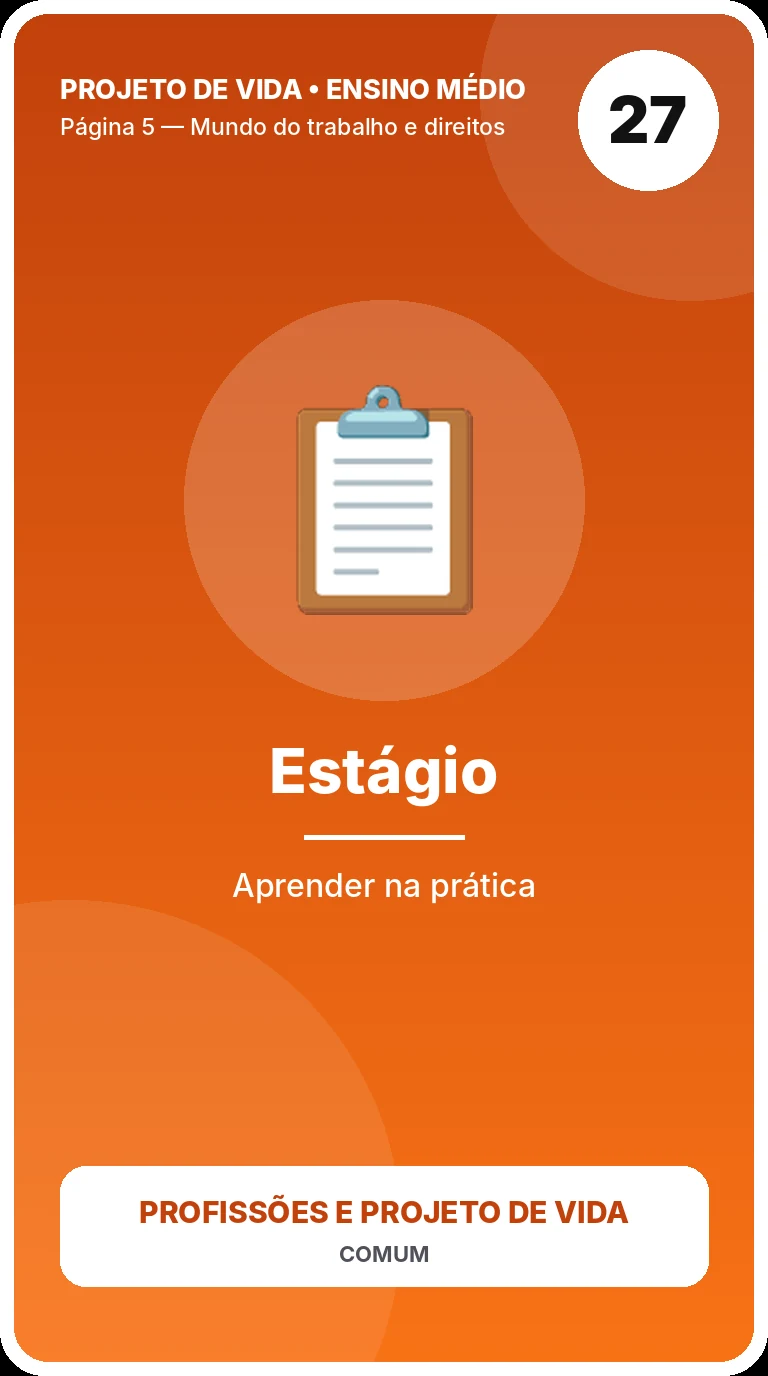 PROJETO DE VIDA • ENSINO MÉDIO
Página 5 — Mundo do trabalho e direitos
27
Estágio
Aprender na prática
PROFISSÕES E PROJETO DE VIDA
COMUM